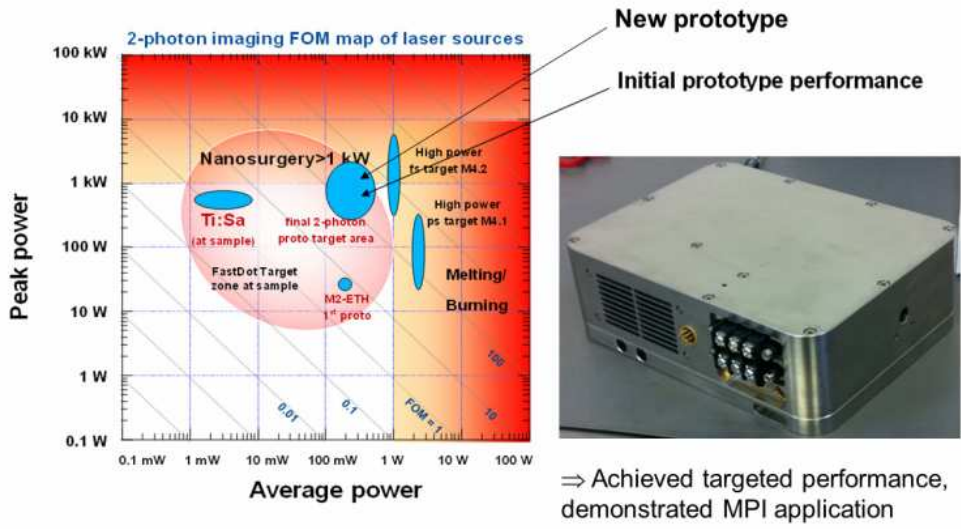 New prototype
Initial prototype performance
2-photon imaging FOM map of laser sources
Peak power
100 kW
10 kW
1 kW
100 W
10 W
1 W
0.1 W
Nanosurgery>1 kW
High power
fs target M4.2
High power
ps target M4.1
Ti:Sa
(at sample)
final 2-photon
proto target area
FastDot Target
zone at sample
M2-ETH
1st proto
Melting/
Burning
0.01
0.1
FOM = 1
10
100
0.1 mW
1 mW
10 mW
100 mW
1 W
10 W
100 W
Average power
⇒ Achieved targeted performance,
demonstrated MPI application